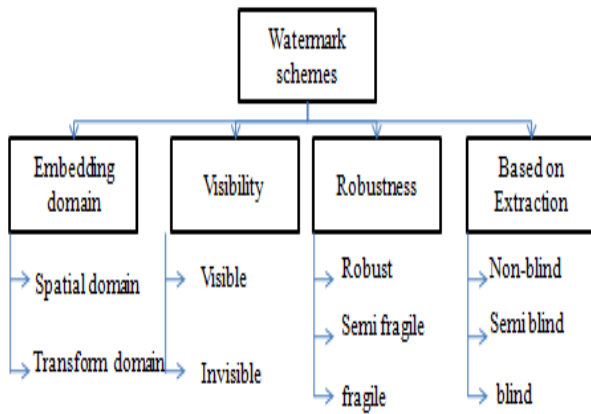 Watermark
schemes
Embedding
domain
Visibility
Robustness
Based on
Extraction
Spatial domain
Transform domain
Visible
Invisible
Robust
Semi fragile
fragile
Non-blind
Semi blind
blind